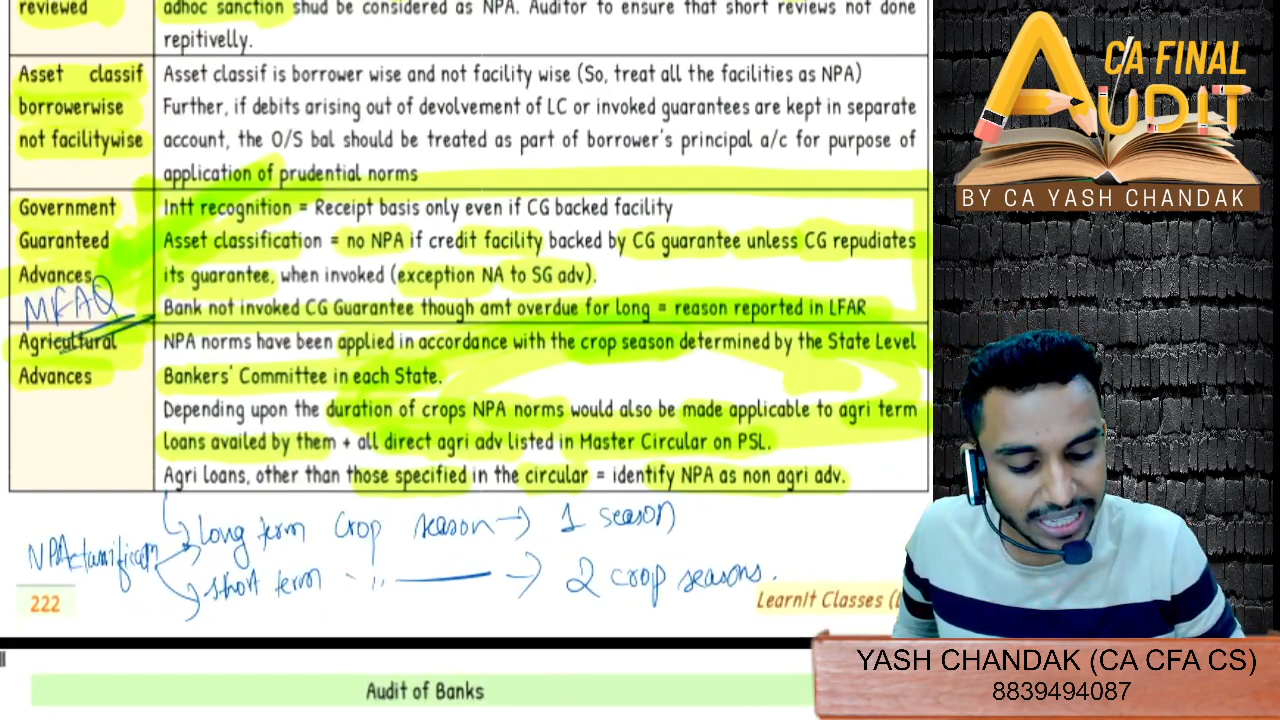 reviewed
adhoc sanction shud be considered as NPA. Auditor to ensure that short reviews not done
repitivelly.
Asset classif
borrowerwise
not facilitywise
Asset classif is borrower wise and not facility wise (So, treat all the facilities as NPA)
Further, if debits arising out of devolvement of LC or invoked guarantees are kept in separate
account, the O/S bal should be treated as part of borrower's principal a/c for purpose of
application of prudential norms
Government
Guaranteed
Advances
MFAQ
Intt recognition = Receipt basis only even if CG backed facility
Asset classification = no NPA if credit facility backed by CG guarantee unless CG repudiates
its guarantee, when invoked (exception NA to SG adv).
Bank not invoked CG Guarantee though amt overdue for long = reason reported in LFAR
Agricultural
Advances
NPA norms have been applied in accordance with the crop season determined by the State Level
Bankers' Committee in each State.
Depending upon the duration of crops NPA norms would also be made applicable to agri term
loans availed by them + all direct agri adv listed in Master Circular on PSL.
Agri loans, other than those specified in the circular = identify NPA as non agri adv.
long term crop season → 1 season
NPA
short term → 2 crop seasons.
222
LearnIt Classes (
Audit of Banks
CA FINAL
AUDIT
BY CA YASH CHANDAK
YASH CHANDAK (CA CFA CS)
8839494087